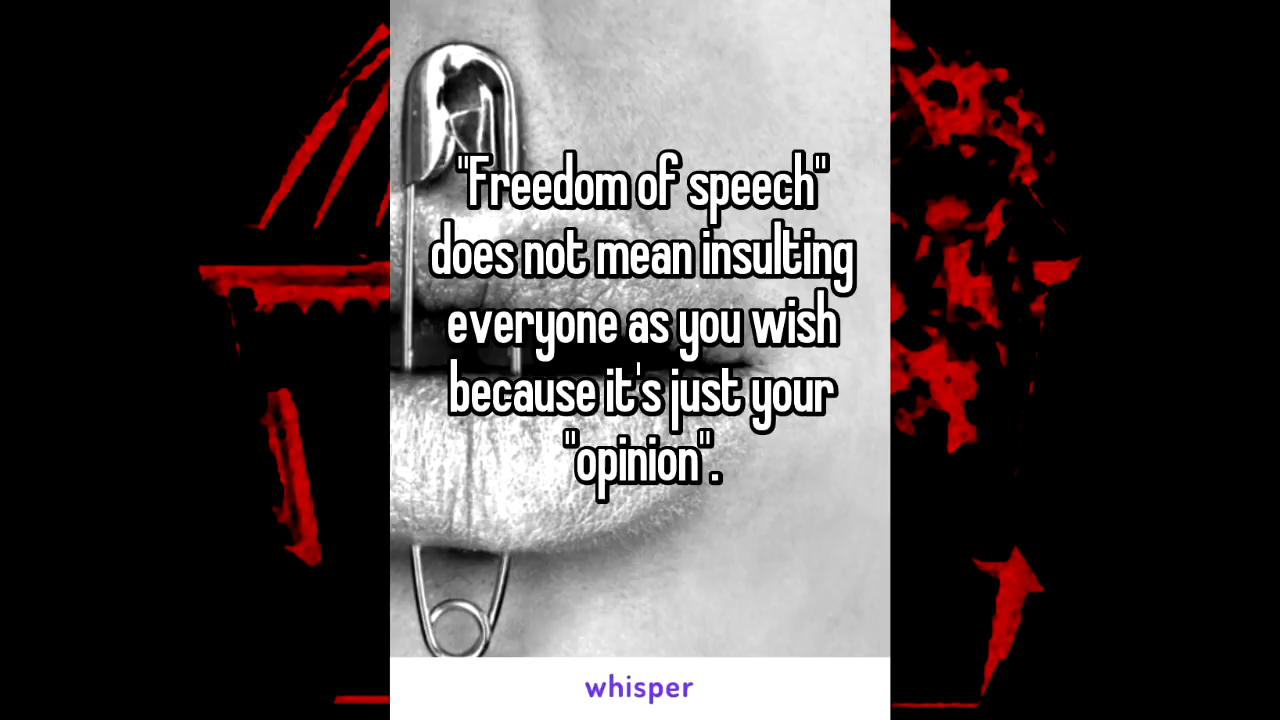 "Freedom of speech"
does not mean insulting
everyone as you wish
because it's just your
"opinion".
whisper